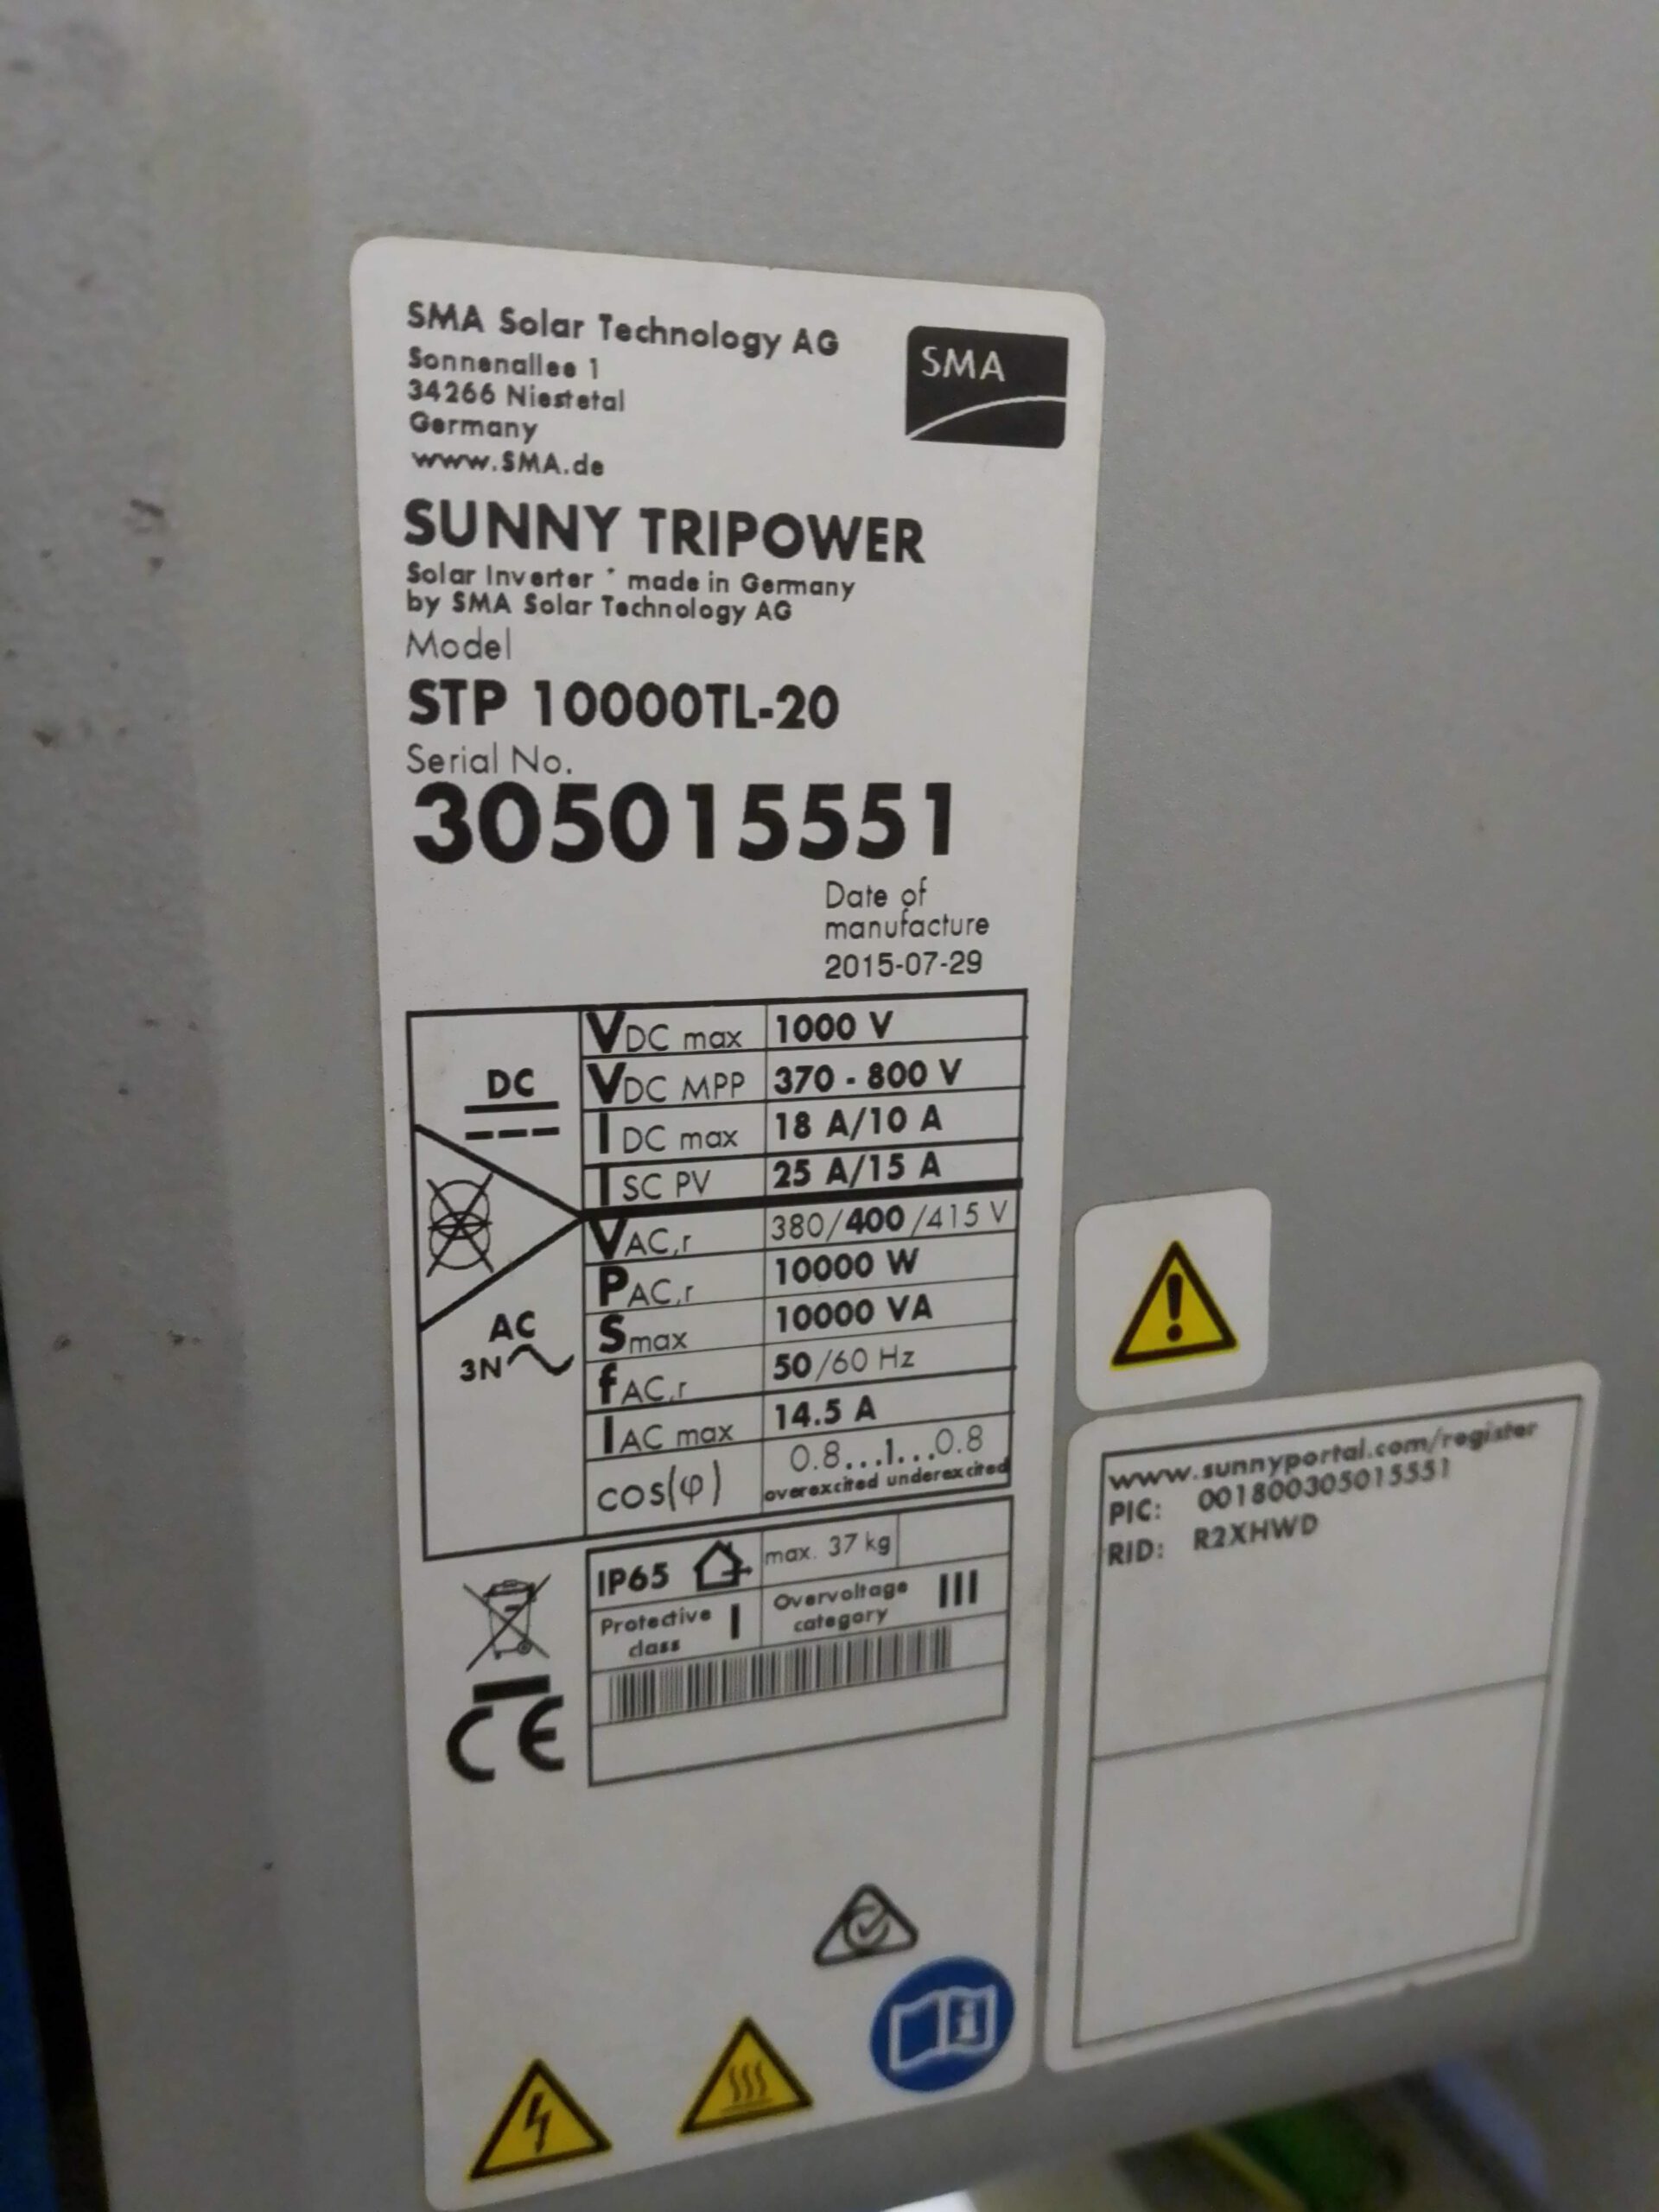 SMA Solar Technology AG
Sonnenallee 1
34266 Niestetal
Germany
www.SMA.de
SMA
SUNNY TRIPOWER
Solar Inverter * made in Germany
by SMA Solar Technology AG
Model
STP 10000TL-20
Serial No.
305015551
Date of
manufacture
2015-07-29
DC
VDC max 1000 V
VDC MPP 370 - 800 V
IDC max 18 A/10 A
ISC PV 25 A/15 A
VAC,r 380/400/415 V
PAC,r 10000 W
Smax 10000 VA
fAC,r 50/60 Hz
IAC max 14.5 A
cos(φ) 0.8...1...0.8
overexcited underexcited
AC
3N
IP65 max. 37 kg
Protective class I
Overvoltage category III
CE
www.sunnyportal.com/register
PIC: 001800305015551
RID: R2XHWD